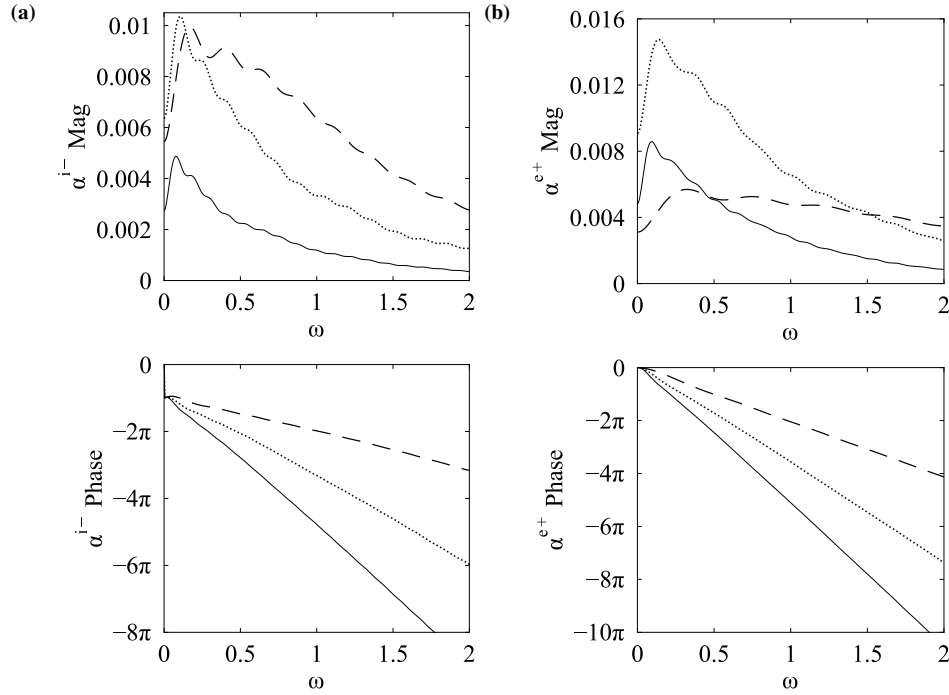 (a)
0.01
0.008
0.006
0.004
0.002
0
α^{i−} Mag
0 0.5 1 1.5 2
ω
(b)
0.016
0.012
0.008
0.004
0
α^{e+} Mag
0 0.5 1 1.5 2
ω
0
−2π
−4π
−6π
−8π
α^{i−} Phase
0 0.5 1 1.5 2
ω
0
−2π
−4π
−6π
−8π
−10π
α^{e+} Phase
0 0.5 1 1.5 2
ω